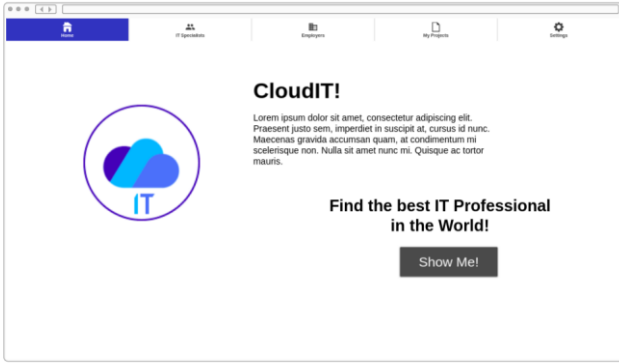 Home
IT Specialists
Employers
My Projects
Settings
CloudIT!
Lorem ipsum dolor sit amet, consectetur adipiscing elit.
Praesent justo sem, imperdiet in suscipit at, cursus id nunc.
Maecenas gravida accumsan quam, at condimentum mi
scelerisque non. Nulla sit amet nunc mi. Quisque ac tortor
mauris.
IT
Find the best IT Professional
in the World!
Show Me!